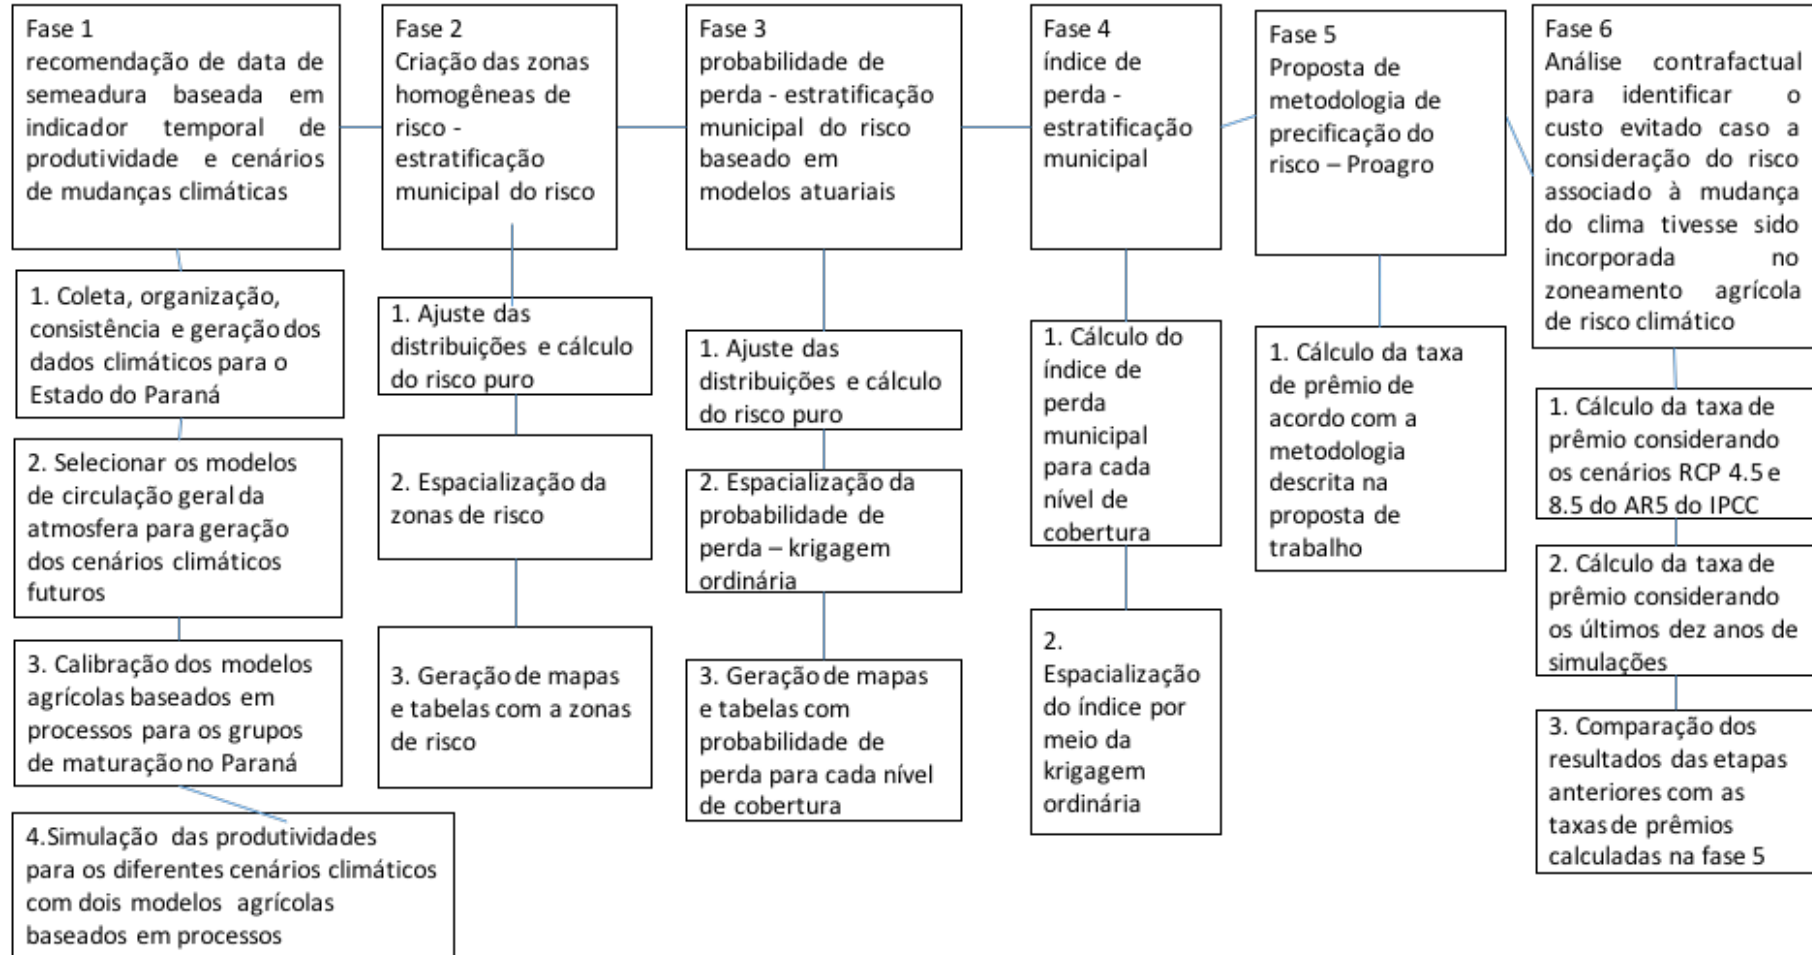 Fase 1
recomendação de data de
semeadura baseada em
indicador temporal de
produtividade e cenários
de mudanças climáticas
1. Coleta, organização,
consistência e geração dos
dados climáticos para o
Estado do Paraná
2. Selecionar os modelos
de circulação geral da
atmosfera para geração
dos cenários climáticos
futuros
3. Calibração dos modelos
agrícolas baseados em
processos para os grupos
de maturação no Paraná
4.Simulação das produtividades
para os diferentes cenários climáticos
com dois modelos agrícolas
baseados em processos
Fase 2
Criação das zonas
homogêneas de
risco -
estratificação
municipal do risco
1. Ajuste das
distribuições e cálculo
do risco puro
2. Espacialização da
zonas de risco
3. Geração de mapas
e tabelas com a zonas
de risco
Fase 3
probabilidade de
perda - estratificação
municipal do risco
baseado em
modelos atuariais
1. Ajuste das
distribuições e cálculo
do risco puro
2. Espacialização da
probabilidade de
perda – krigagem
ordinária
3. Geração de mapas
e tabelas com
probabilidade de
perda para cada nível
de cobertura
Fase 4
índice de
perda -
estratificação
municipal
1. Cálculo do
índice de
perda
municipal
para cada
nível de
cobertura
2.
Espacialização
do índice por
meio da
krigagem
ordinária
Fase 5
Proposta de
metodologia de
precificação do
risco – Proagro
1. Cálculo da taxa
de prêmio de
acordo com a
metodologia
descrita na
proposta de
trabalho
Fase 6
Análise contrafactual
para identificar o
custo evitado caso a
consideração do risco
associado à mudança
do clima tivesse sido
incorporada no
zoneamento agrícola
de risco climático
1. Cálculo da taxa de
prêmio considerando
os cenários RCP 4.5 e
8.5 do AR5 do IPCC
2. Cálculo da taxa de
prêmio considerando
os últimos dez anos de
simulações
3. Comparação dos
resultados das etapas
anteriores com as
taxas de prêmios
calculadas na fase 5